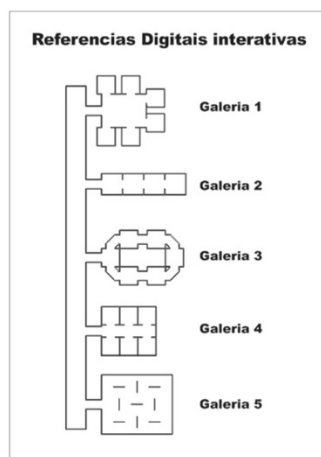 Referencias Digitais interativas
Galeria 1
Galeria 2
Galeria 3
Galeria 4
Galeria 5